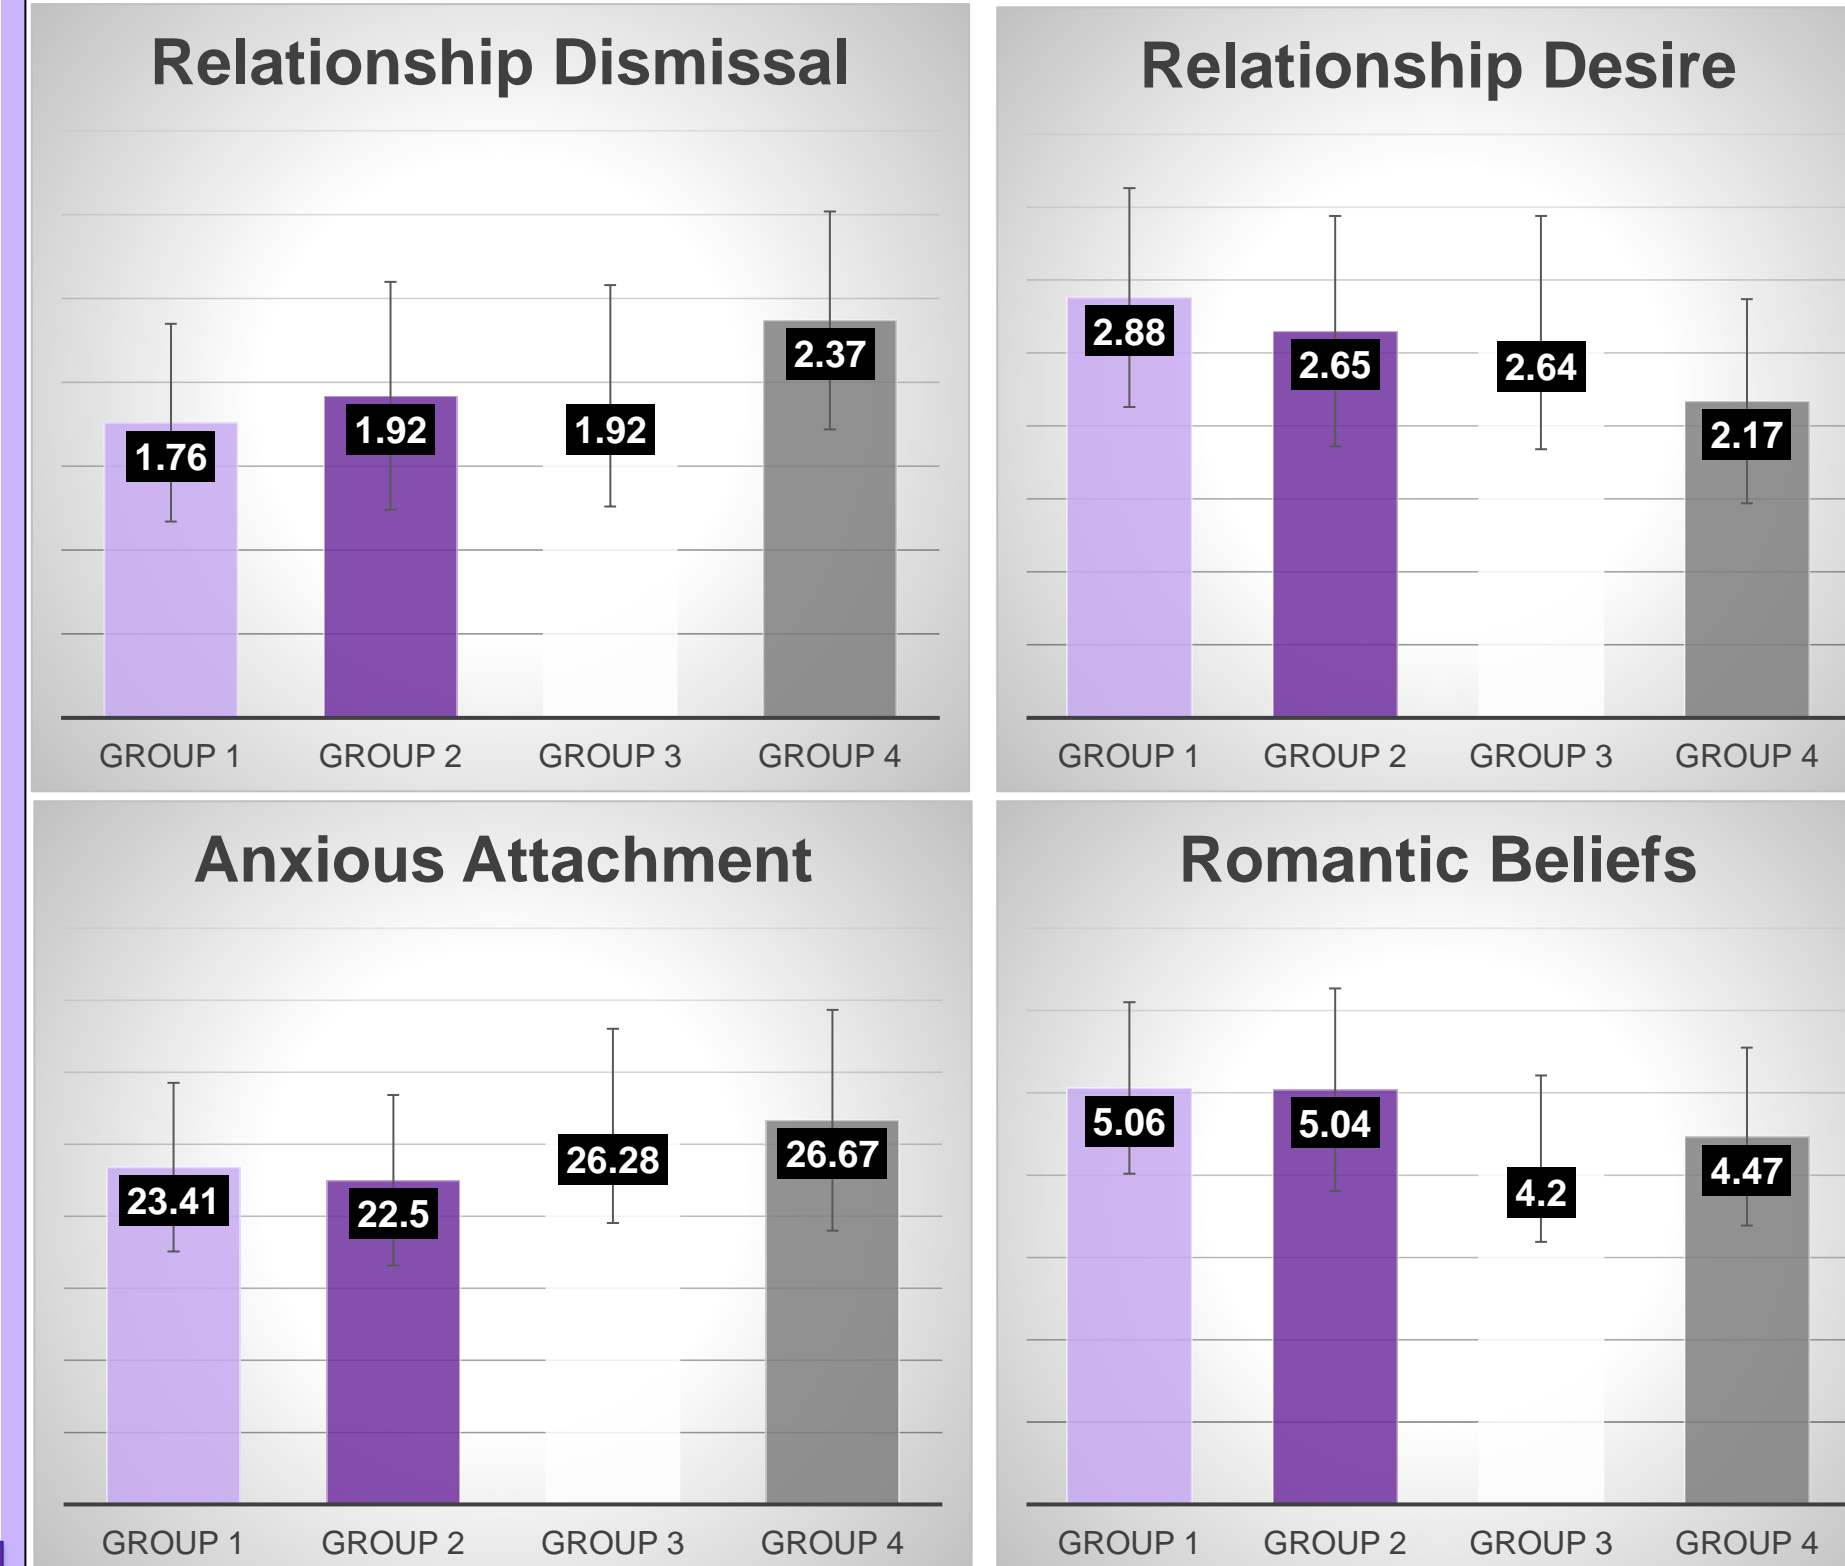 Relationship Dismissal
1.76
1.92
1.92
2.37
GROUP 1 GROUP 2 GROUP 3 GROUP 4
Relationship Desire
2.88
2.65
2.64
2.17
GROUP 1 GROUP 2 GROUP 3 GROUP 4
Anxious Attachment
23.41
22.5
26.28
26.67
GROUP 1 GROUP 2 GROUP 3 GROUP 4
Romantic Beliefs
5.06
5.04
4.2
4.47
GROUP 1 GROUP 2 GROUP 3 GROUP 4